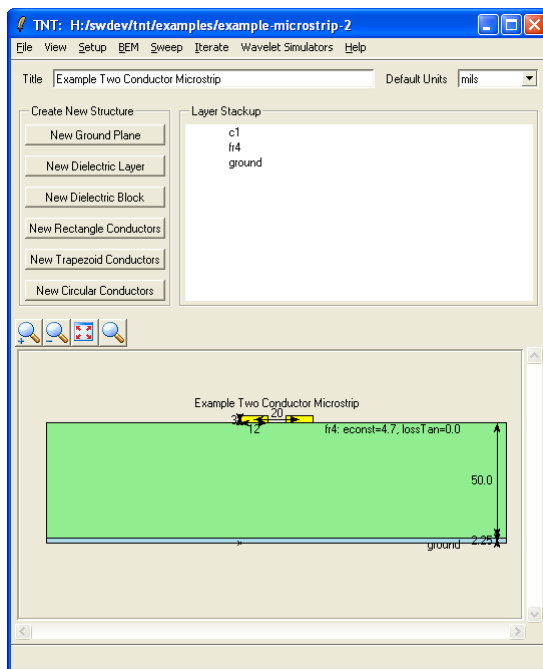 TNT: H:/swdev/tnt/examples/example-microstrip-2
File View Setup BEM Sweep Iterate Wavelet Simulators Help
Title Example Two Conductor Microstrip Default Units mils
Create New Structure
Layer Stackup
New Ground Plane
New Dielectric Layer
New Dielectric Block
New Rectangle Conductors
New Trapezoid Conductors
New Circular Conductors
c1
fr4
ground
Example Two Conductor Microstrip
20
3
12
fr4: econst=4.7, lossTan=0.0
50.0
ground 2.25